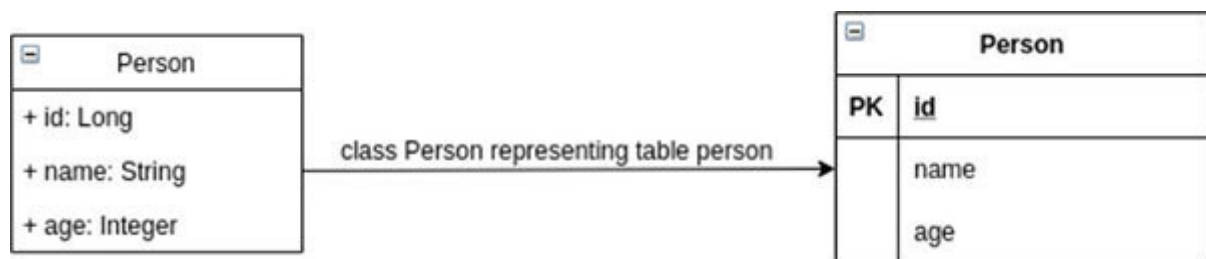 Person
+ id: Long
+ name: String
+ age: Integer
class Person representing table person
Person
PK id
name
age